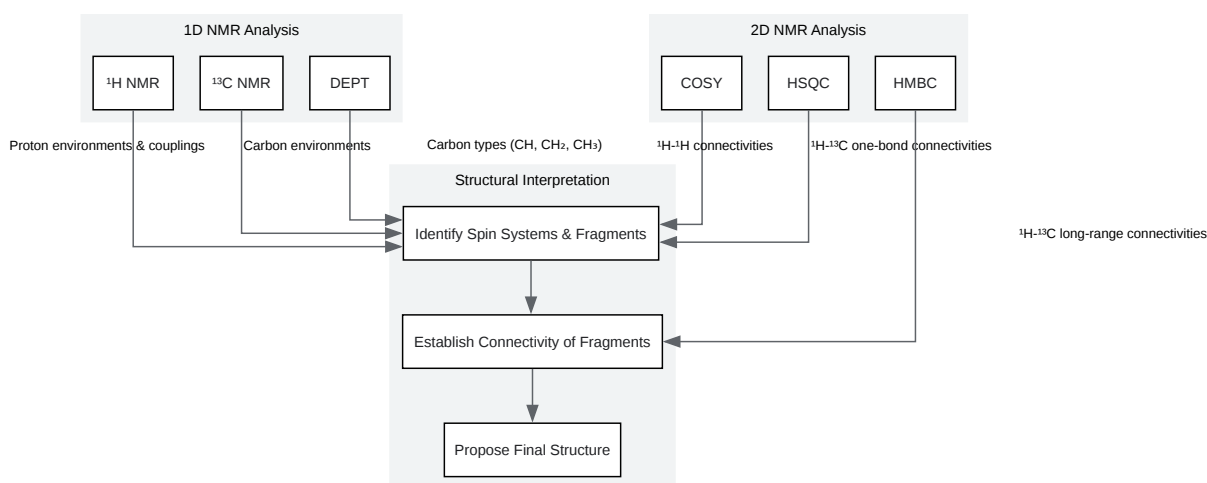 1D NMR Analysis
2D NMR Analysis
¹H NMR
¹³C NMR
DEPT
COSY
HSQC
HMBC
Proton environments & couplings
Carbon environments
Carbon types (CH, CH₂, CH₃)
¹H-¹H connectivities
¹H-¹³C one-bond connectivities
Structural Interpretation
Identify Spin Systems & Fragments
¹H-¹³C long-range connectivities
Establish Connectivity of Fragments
Propose Final Structure